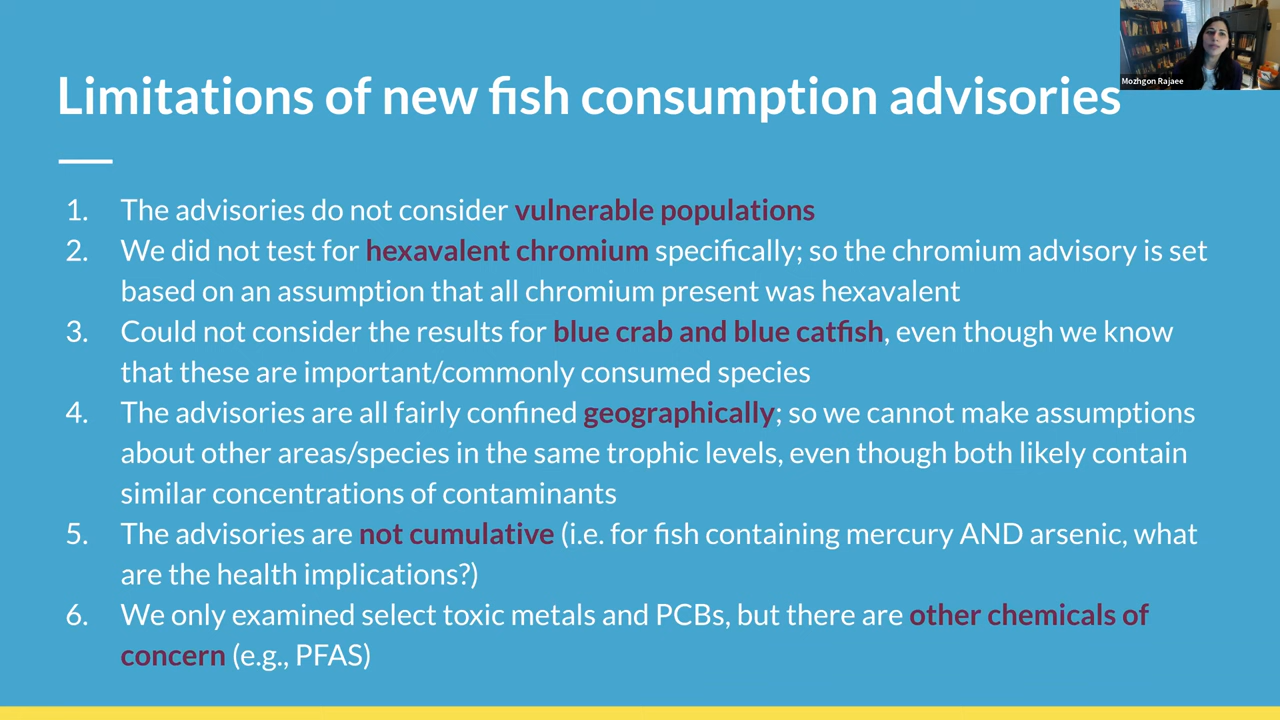 Mozhgon Rajaee
Limitations of new fish consumption advisories
1. The advisories do not consider vulnerable populations
2. We did not test for hexavalent chromium specifically; so the chromium advisory is set
based on an assumption that all chromium present was hexavalent
3. Could not consider the results for blue crab and blue catfish, even though we know
that these are important/commonly consumed species
4. The advisories are all fairly confined geographically; so we cannot make assumptions
about other areas/species in the same trophic levels, even though both likely contain
similar concentrations of contaminants
5. The advisories are not cumulative (i.e. for fish containing mercury AND arsenic, what
are the health implications?)
6. We only examined select toxic metals and PCBs, but there are other chemicals of
concern (e.g., PFAS)